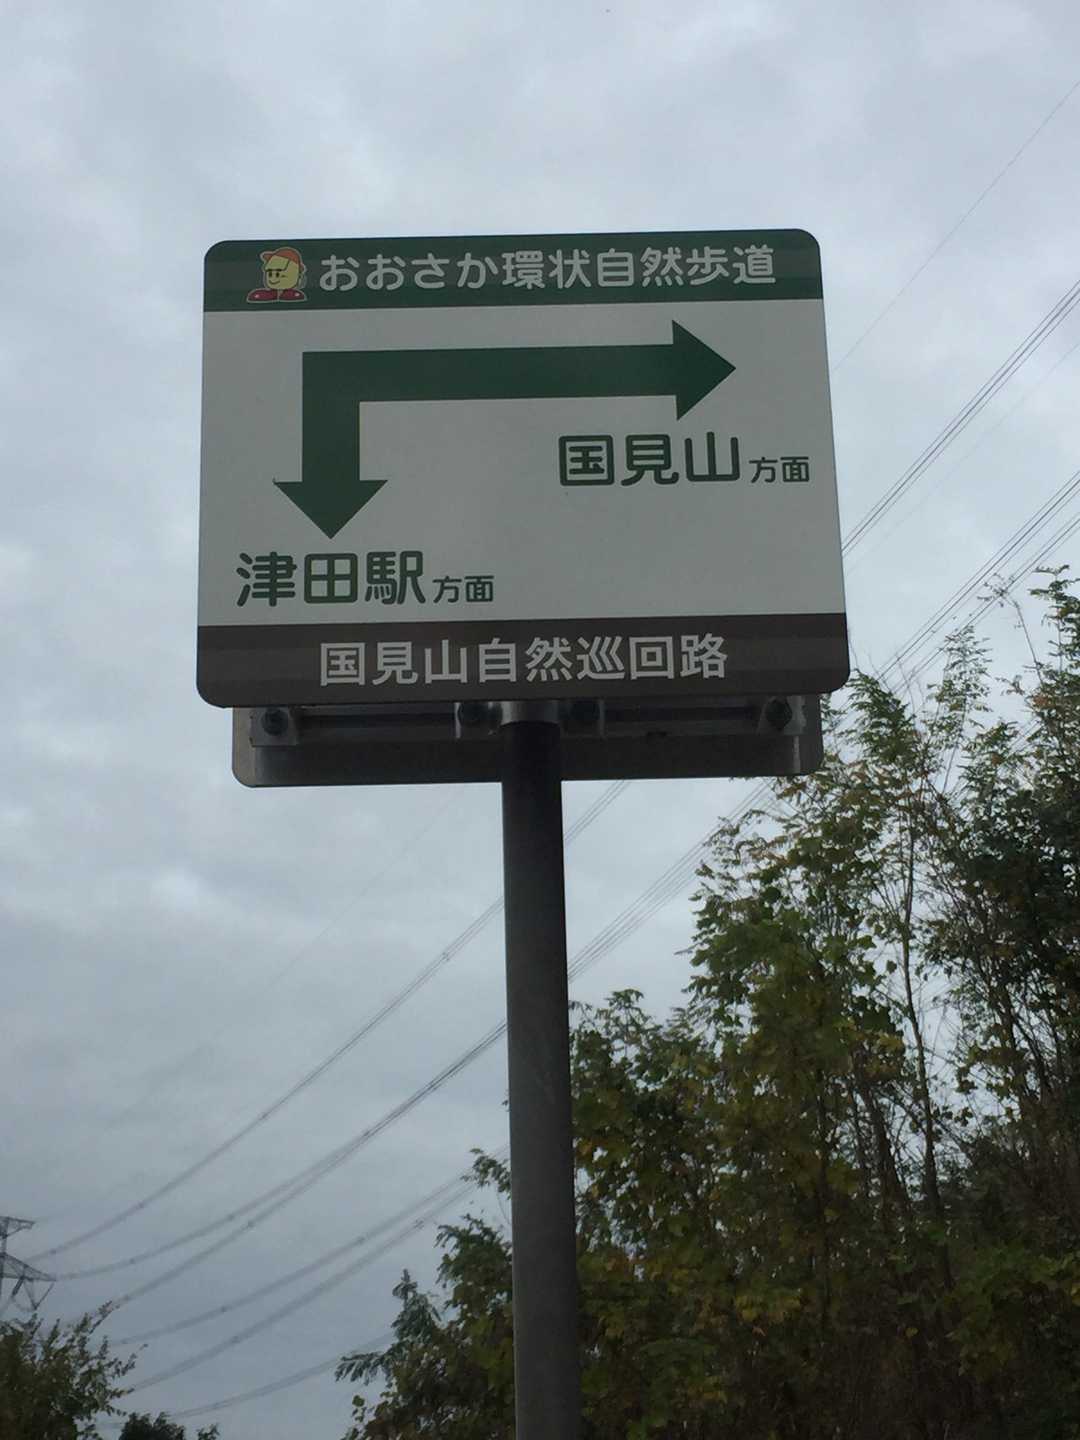 おおさか環状自然歩道
国見山方面
津田駅方面
国見山自然巡回路